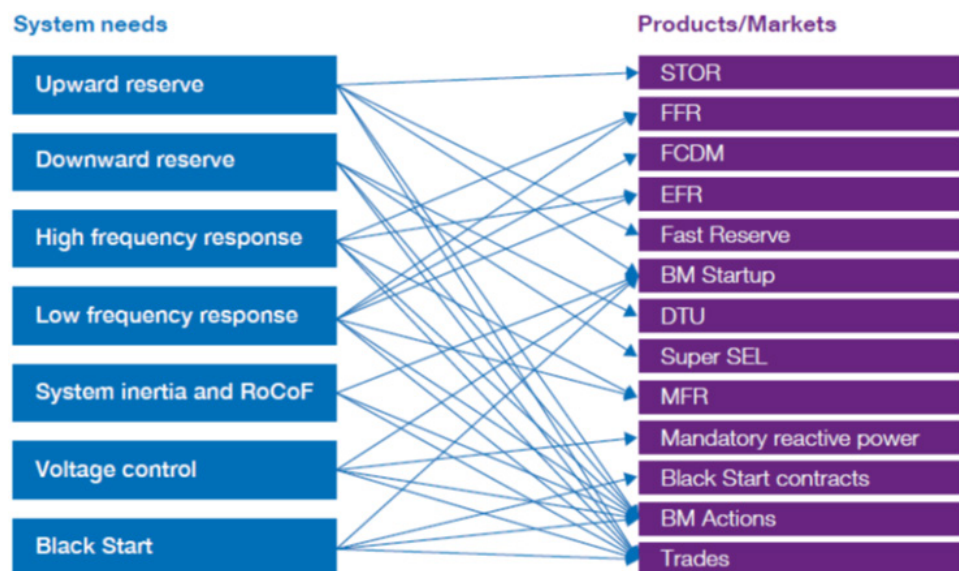 System needs
Upward reserve
Downward reserve
High frequency response
Low frequency response
System inertia and RoCoF
Voltage control
Black Start
Products/Markets
STOR
FFR
FCDM
EFR
Fast Reserve
BM Startup
DTU
Super SEL
MFR
Mandatory reactive power
Black Start contracts
BM Actions
Trades